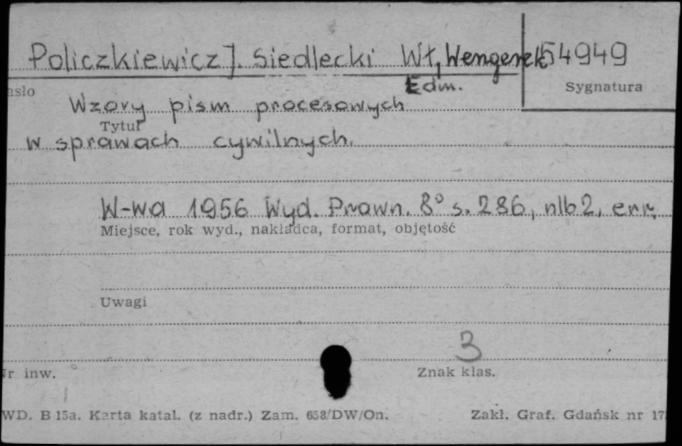 Policzkiewicz J. Siedlecki Wł, Wengerek 54949
Edm.
asło Sygnatura
Wzory pism procesowych
Tytuł
w sprawach cywilnych.
W-wa 1956 Wyd. Prawn. 8° s. 286, nlb 2, err.
Miejsce, rok wyd., nakładca, format, objętość
Uwagi
3
r inw. Znak klas.
WD. B 15a. Karta katal. (z nadr.) Zam. 658/DW/On. Zakł. Graf. Gdańsk nr 17